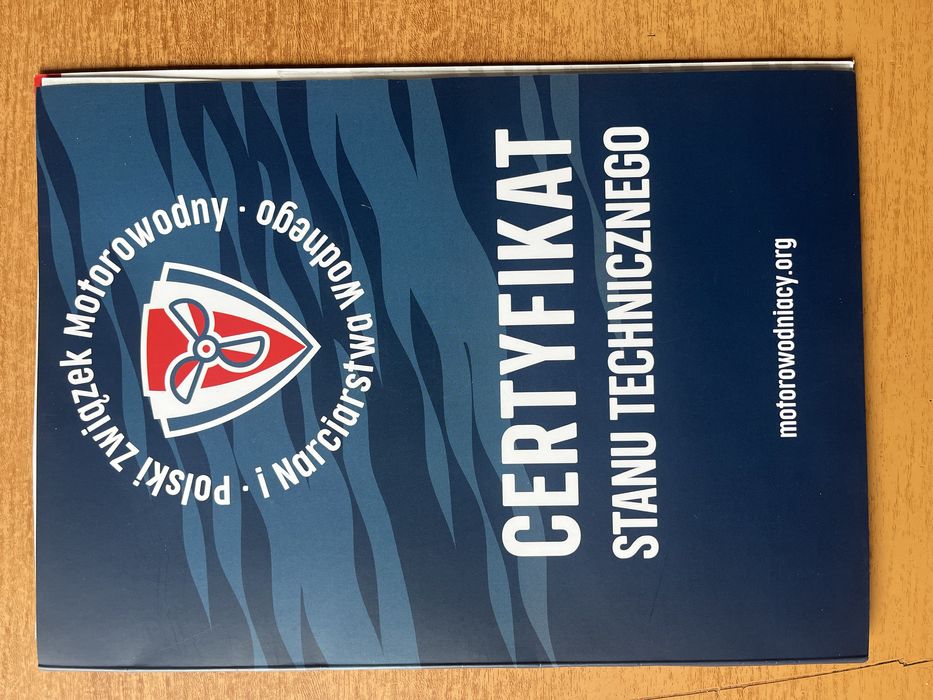 Polski Związek Motorowodny ·
i Narciarstwa wodnego ·
CERTYFIKAT
STANU TECHNICZNEGO
motorowodniacy.org